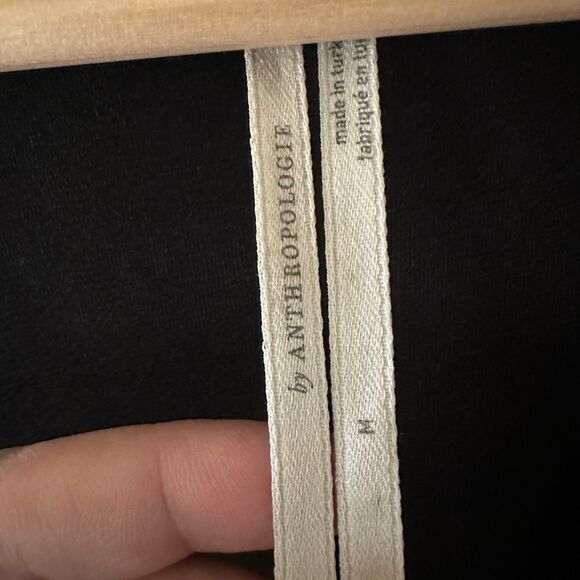 by ANTHROPOLOGIE
made in
fabriqué en
M